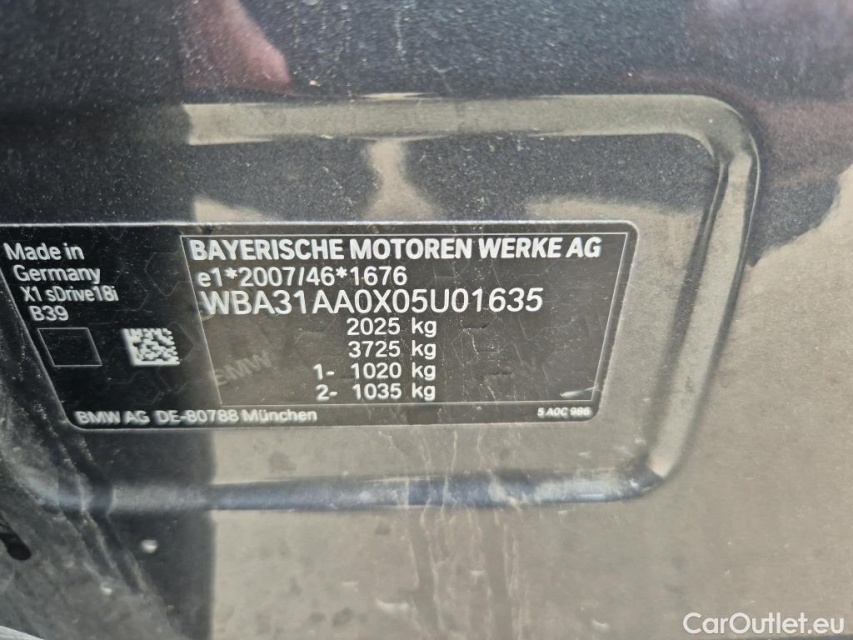 Made in
Germany
X1 sDrive18i
B39
BAYERISCHE MOTOREN WERKE AG
e1*2007/46*1676
WBA31AA0X05U01635
2025 kg
3725 kg
1- 1020 kg
2- 1035 kg
BMW
BMW AG DE-80788 München
5 A0C 986
CarOutlet.eu